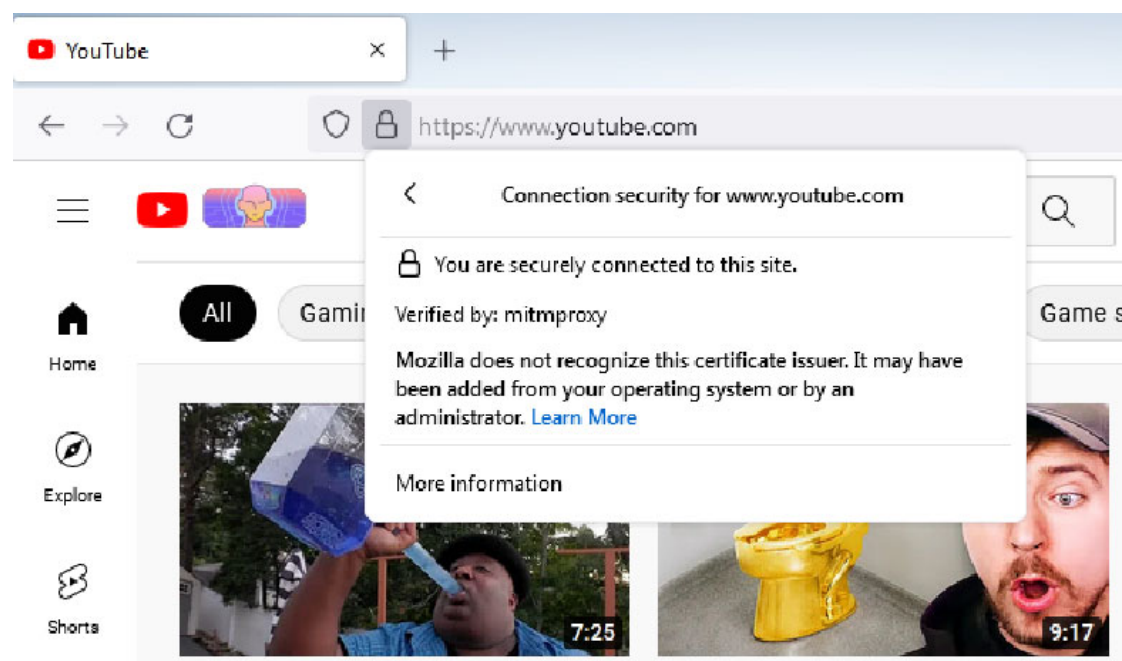 YouTube
https://www.youtube.com
Connection security for www.youtube.com
You are securely connected to this site.
Verified by: mitmproxy
Mozilla does not recognize this certificate issuer. It may have
been added from your operating system or by an
administrator. Learn More
More information
All
Gamin
Game s
Home
Explore
Shorts
7:25
9:17